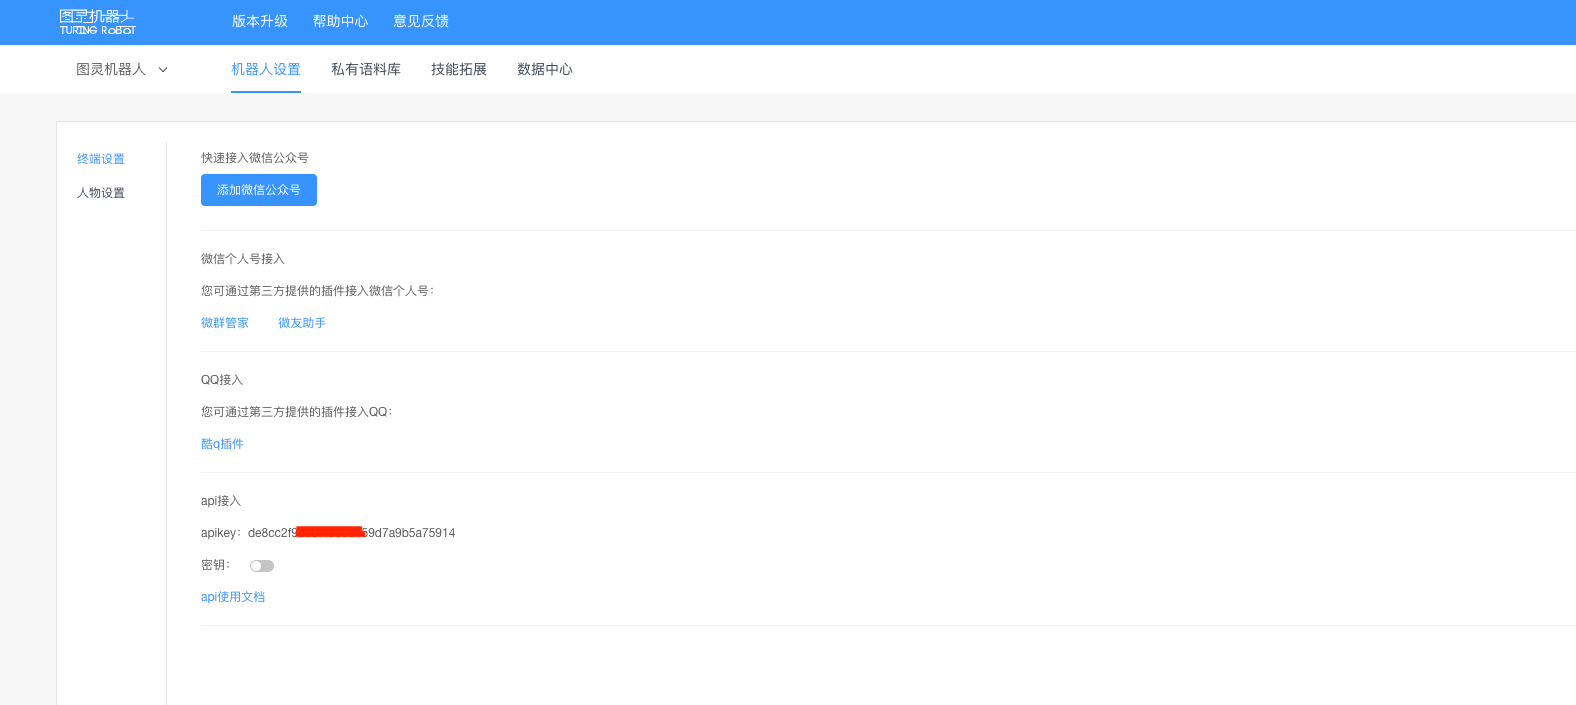 图灵机器人
TURING ROBOT
版本升级 帮助中心 意见反馈
图灵机器人 机器人设置 私有语料库 技能拓展 数据中心
终端设置
人物设置
快速接入微信公众号
添加微信公众号
微信个人号接入
您可通过第三方提供的插件接入微信个人号：
微群管家 微友助手
QQ接入
您可通过第三方提供的插件接入QQ：
酷q插件
api接入
apikey：de8cc2f9 59d7a9b5a75914
密钥：
api使用文档